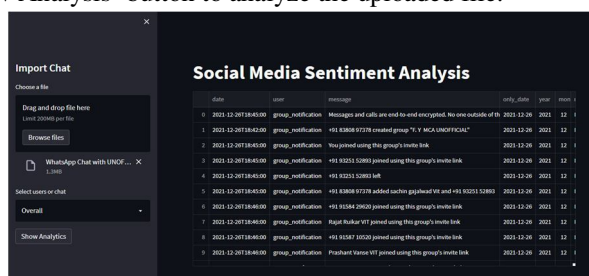 Analysis" button to analyze the uploaded file.
×
Import Chat
Choose a file
Drag and drop file here
Limit 200MB per file
Browse files
WhatsApp Chat with UNOF... ×
1.3MB
Select users or chat
Overall
Show Analytics
Social Media Sentiment Analysis
date user message only_date year mon
0 2021-12-26T18:45:00 group_notification Messages and calls are end-to-end encrypted. No one outside of th 2021-12-26 2021 12
1 2021-12-26T18:42:00 group_notification +91 83808 97378 created group "F. Y MCA UNOFFICIAL" 2021-12-26 2021 12
2 2021-12-26T18:45:00 group_notification You joined using this group's invite link 2021-12-26 2021 12
3 2021-12-26T18:45:00 group_notification +91 93251 52893 joined using this group's invite link 2021-12-26 2021 12
4 2021-12-26T18:45:00 group_notification +91 93251 52893 left 2021-12-26 2021 12
5 2021-12-26T18:45:00 group_notification +91 83808 97378 added sachin gajalwad Vit and +91 93251 52893 2021-12-26 2021 12
6 2021-12-26T18:46:00 group_notification +91 91584 29620 joined using this group's invite link 2021-12-26 2021 12
7 2021-12-26T18:46:00 group_notification Rajat Ruikar VIT joined using this group's invite link 2021-12-26 2021 12
8 2021-12-26T18:46:00 group_notification +91 91587 10520 joined using this group's invite link 2021-12-26 2021 12
9 2021-12-26T18:46:00 group_notification Prashant Vanse VIT joined using this group's invite link 2021-12-26 2021 12